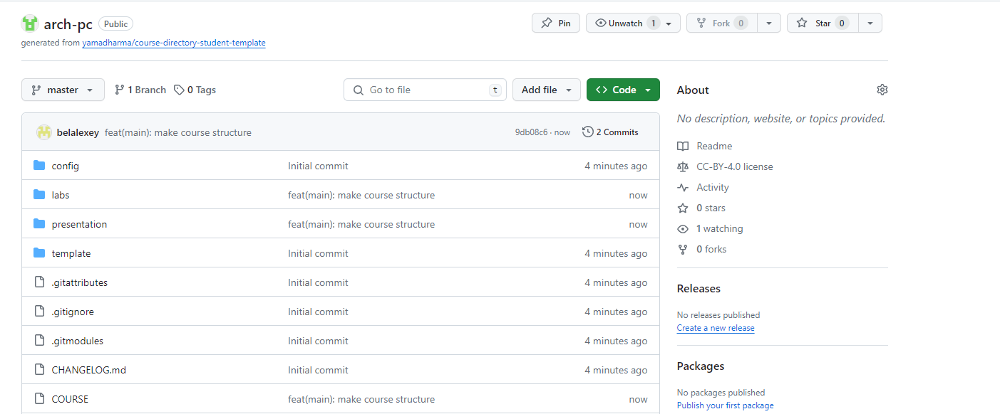 arch-pc Public Pin Unwatch 1 Fork 0 Star 0
generated from yamadharma/course-directory-student-template
master 1 Branch 0 Tags Go to file t Add file Code
belalexey feat(main): make course structure 9db08c6 · now 2 Commits
config Initial commit 4 minutes ago
labs feat(main): make course structure now
presentation feat(main): make course structure now
template Initial commit 4 minutes ago
.gitattributes Initial commit 4 minutes ago
.gitignore Initial commit 4 minutes ago
.gitmodules Initial commit 4 minutes ago
CHANGELOG.md Initial commit 4 minutes ago
COURSE feat(main): make course structure now
About
No description, website, or topics provided.
Readme
CC-BY-4.0 license
Activity
0 stars
1 watching
0 forks
Releases
No releases published
Create a new release
Packages
No packages published
Publish your first package